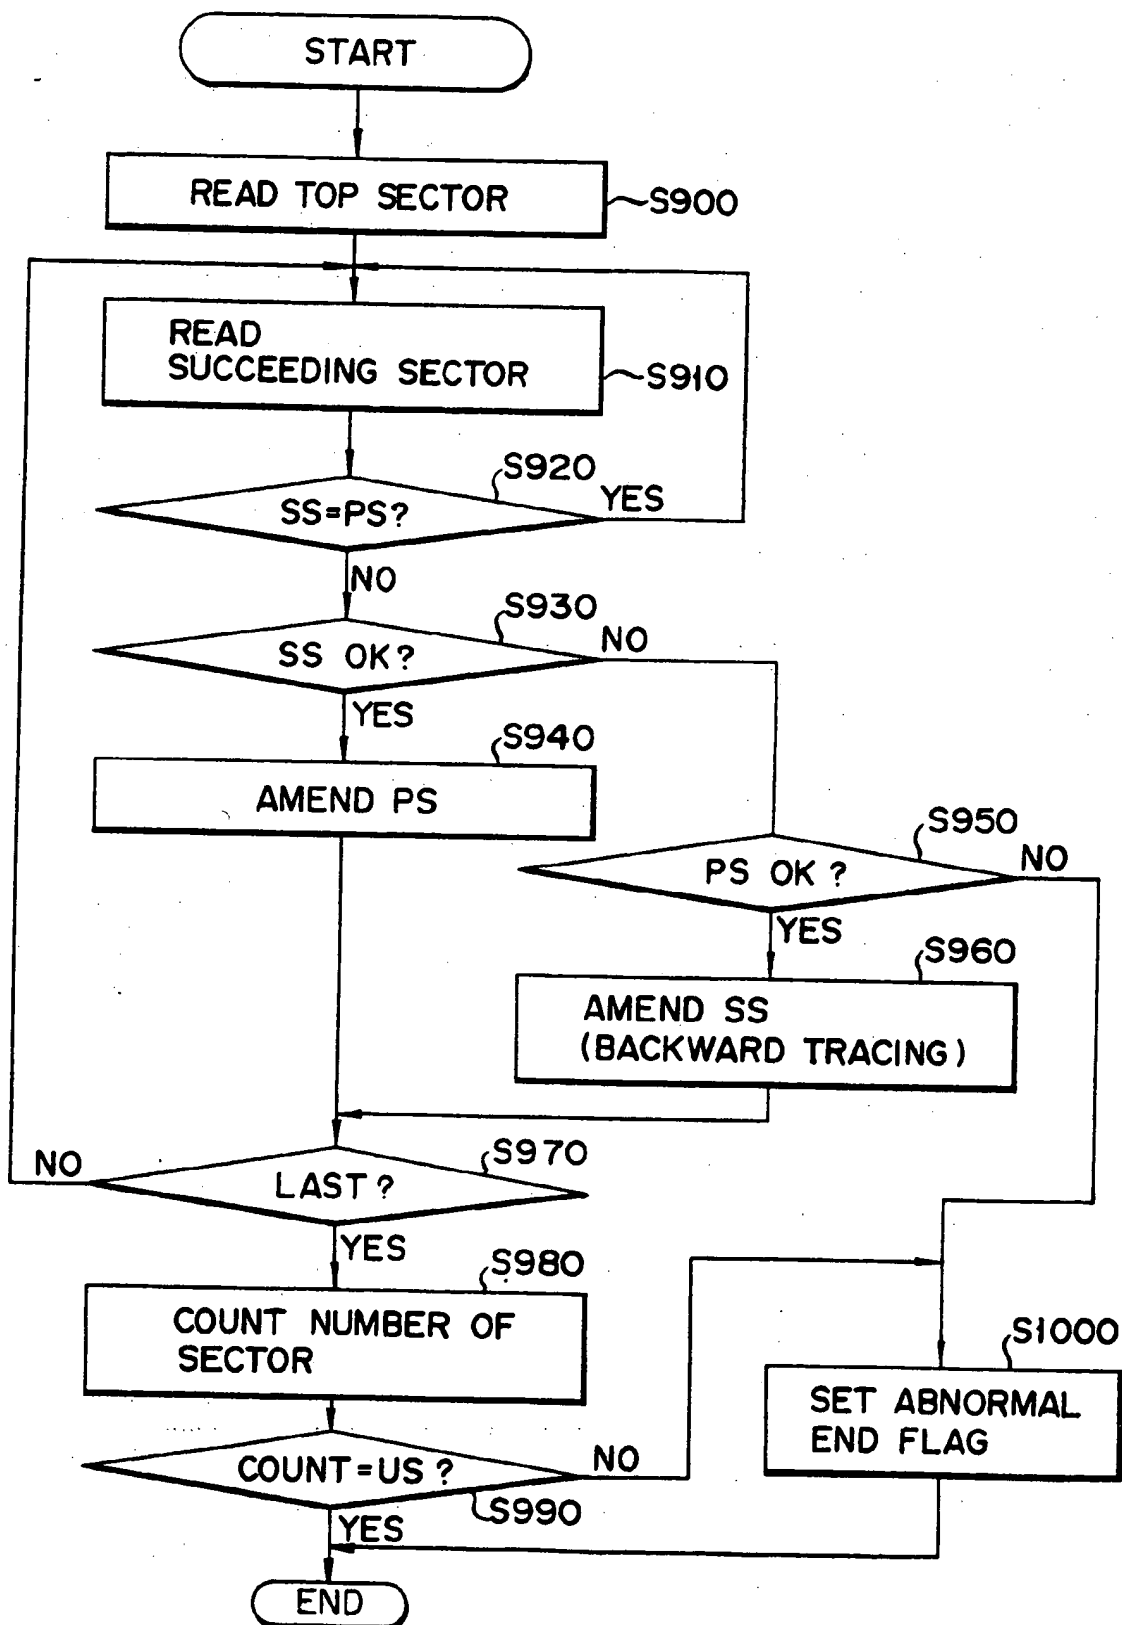 START
READ TOP SECTOR
S900
READ
SUCCEEDING SECTOR
S910
S920
SS=PS?
YES
NO
S930
SS OK?
NO
YES
S940
AMEND PS
S950
PS OK?
NO
YES
S960
AMEND SS
(BACKWARD TRACING)
S970
LAST?
NO
YES
S980
COUNT NUMBER OF
SECTOR
S1000
SET ABNORMAL
END FLAG
COUNT=US?
NO
S990
YES
END